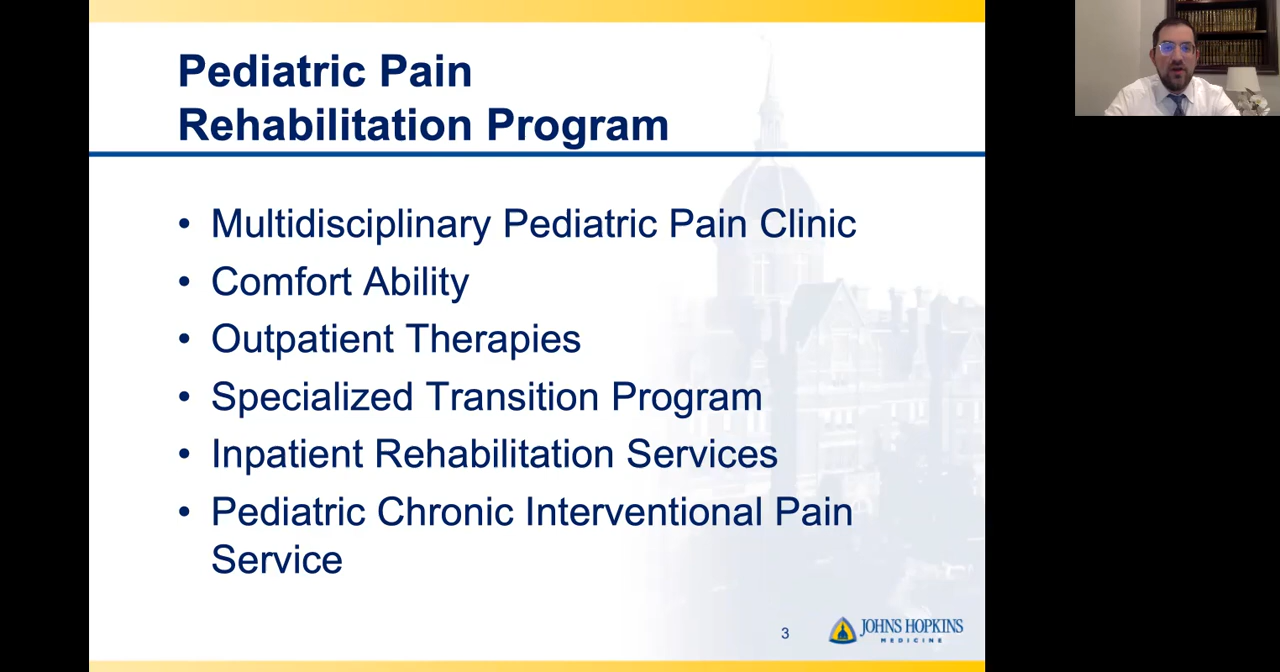 Pediatric Pain
Rehabilitation Program
• Multidisciplinary Pediatric Pain Clinic
• Comfort Ability
• Outpatient Therapies
• Specialized Transition Program
• Inpatient Rehabilitation Services
• Pediatric Chronic Interventional Pain
Service
3
JOHNS HOPKINS
MEDICINE